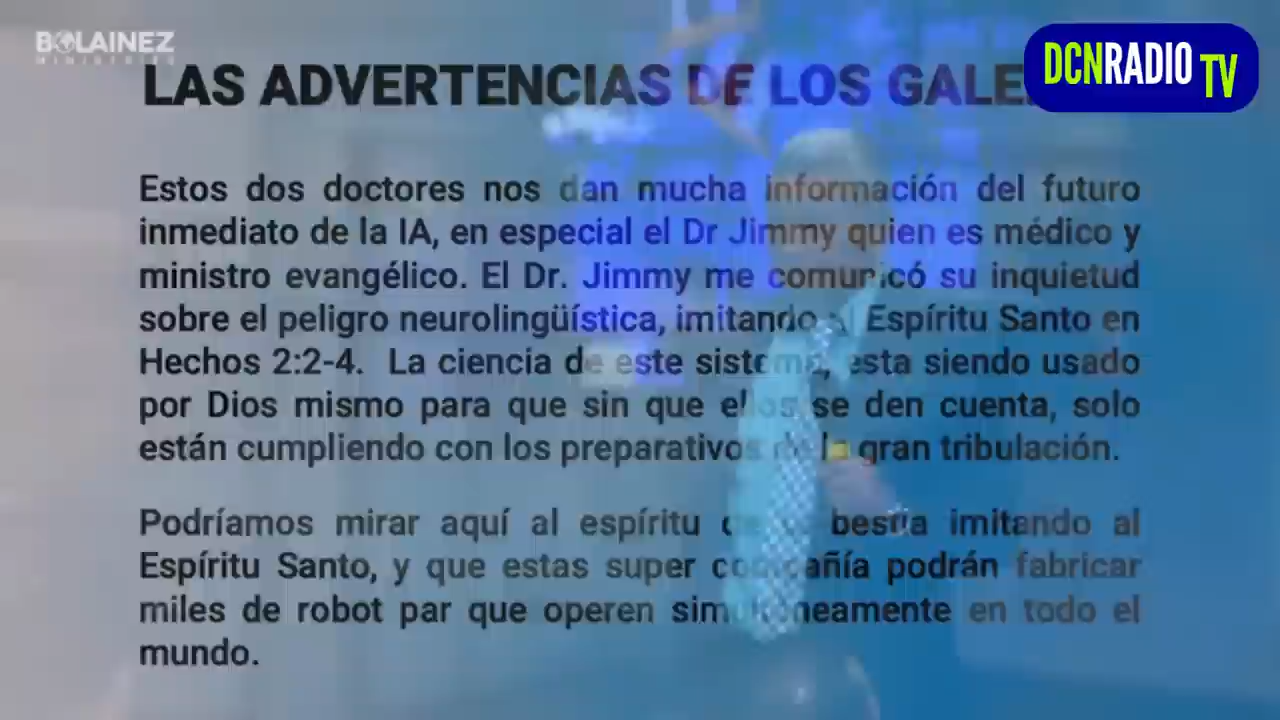 BOLAINEZ
MINISTRIES
DCNRADIO TV
LAS ADVERTENCIAS DE LOS
Estos dos doctores nos dan mucha información del futuro
inmediato de la IA, en especial el Dr Jimmy quien es médico y
ministro evangélico. El Dr. Jimmy me comunicó su inquietud
sobre el peligro neurolingüística, imitando al Espíritu Santo en
Hechos 2:2-4. La ciencia de este sistema, esta siendo usado
por Dios mismo para que sin que ellos se den cuenta, solo
están cumpliendo con los preparativos de la gran tribulación.
Podríamos mirar aquí al espíritu de la bestia imitando al
Espíritu Santo, y que estas super compañía podrán fabricar
miles de robot par que operen simultáneamente en todo el
mundo.